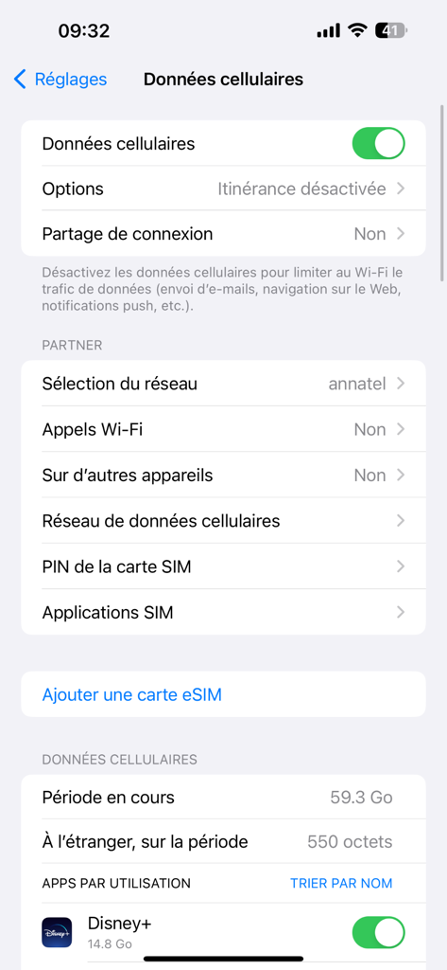 09:32
41
Réglages
Données cellulaires
Données cellulaires
Options
Itinérance désactivée
Partage de connexion
Non
Désactivez les données cellulaires pour limiter au Wi-Fi le
trafic de données (envoi d'e-mails, navigation sur le Web,
notifications push, etc.).
PARTNER
Sélection du réseau
annatel
Appels Wi-Fi
Non
Sur d'autres appareils
Non
Réseau de données cellulaires
PIN de la carte SIM
Applications SIM
Ajouter une carte eSIM
DONNÉES CELLULAIRES
Période en cours
59.3 Go
À l'étranger, sur la période
550 octets
APPS PAR UTILISATION
TRIER PAR NOM
Disney+
Disney+
14.8 Go